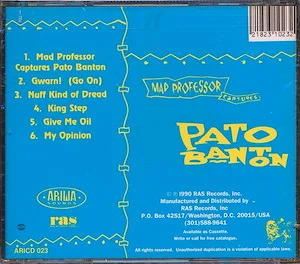 1. Mad Professor
Captures Pato Banton
2. Gwarn! (Go On)
3. Nuff Kind of Dread
4. King Step
5. Give Me Oil
6. My Opinion
21823 10232
MAD PROFESSOR
CAPTURES
PATO
BANTON
ARIWA
SOUNDS
ras
ARICD 023
© ℗ 1990 RAS Records, Inc.
Manufactured and Distributed by
RAS Records, Inc
P.O. Box 42517/Washington, D.C. 20015/USA
(301)588-9641
Available as Cassette.
Write or call for free catalogue.
All rights reserved. Unauthorized duplication is a violation of applicable laws.